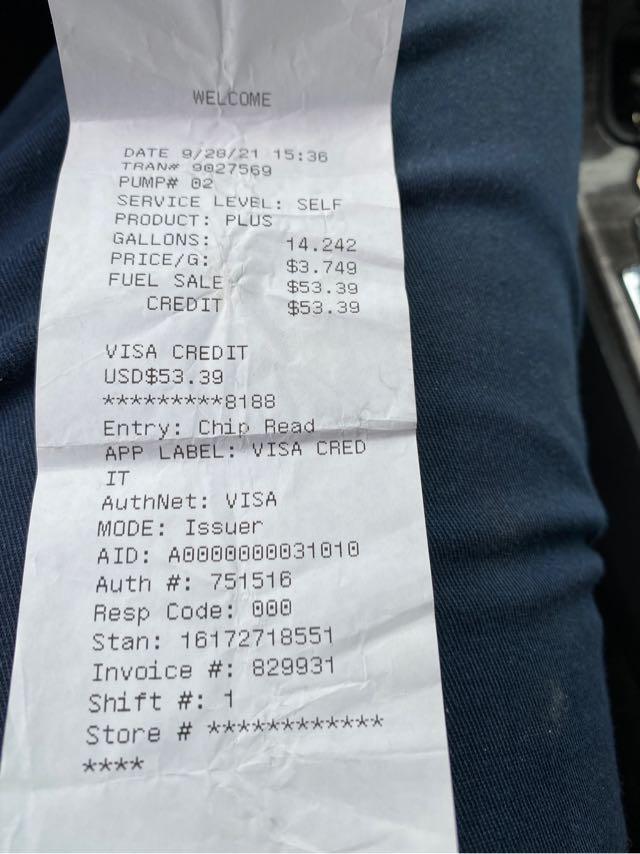 WELCOME
DATE 9/28/21 15:36
TRAN# 9027569
PUMP# 02
SERVICE LEVEL: SELF
PRODUCT: PLUS
GALLONS: 14.242
PRICE/G: $3.749
FUEL SALE $53.39
CREDIT $53.39
VISA CREDIT
USD$53.39
*********8188
Entry: Chip Read
APP LABEL: VISA CRED
IT
AuthNet: VISA
MODE: Issuer
AID: A0000000031010
Auth #: 751516
Resp Code: 000
Stan: 16172718551
Invoice #: 829931
Shift #: 1
Store # ************
****